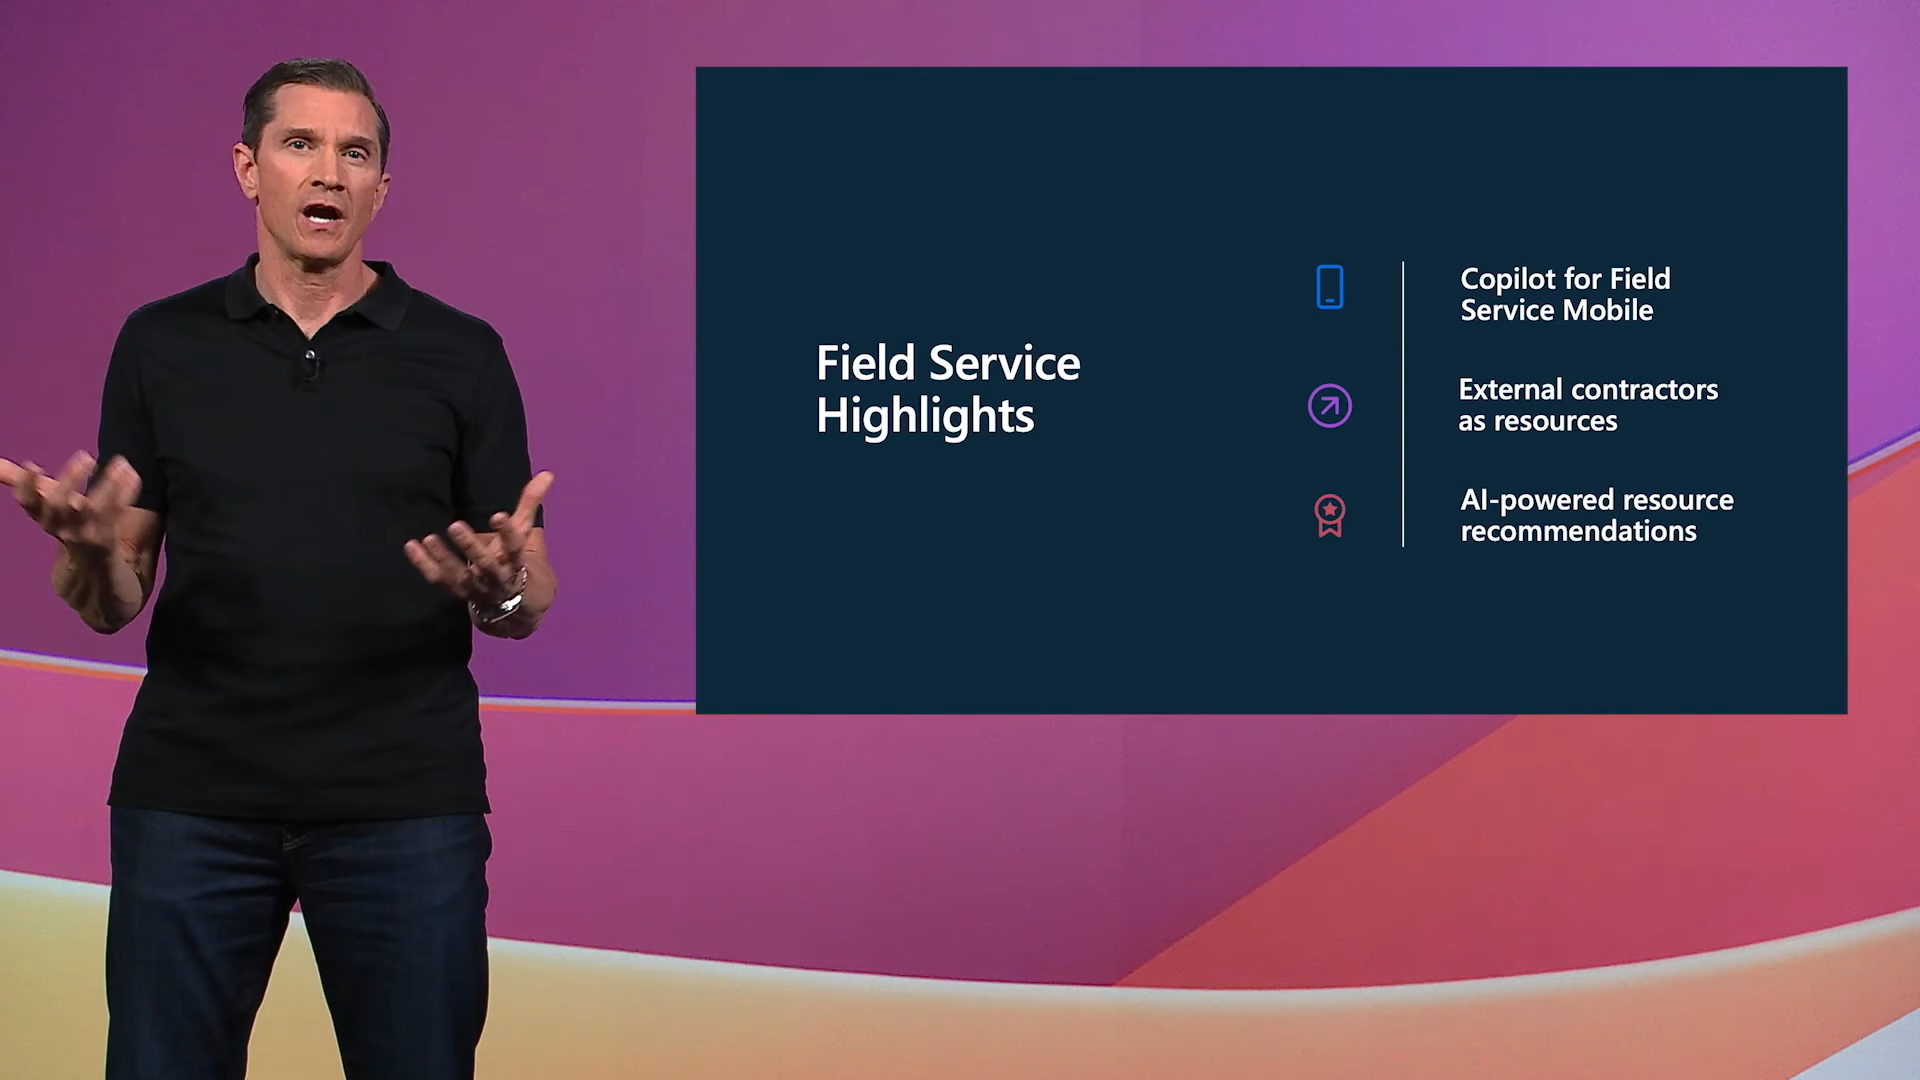 Field Service
Highlights
Copilot for Field
Service Mobile
External contractors
as resources
AI-powered resource
recommendations